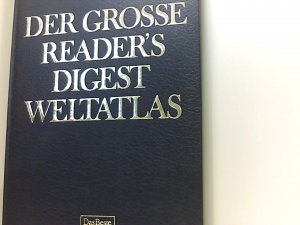 DER GROSSE
READER'S
DIGEST
WELTATLAS
Das Beste